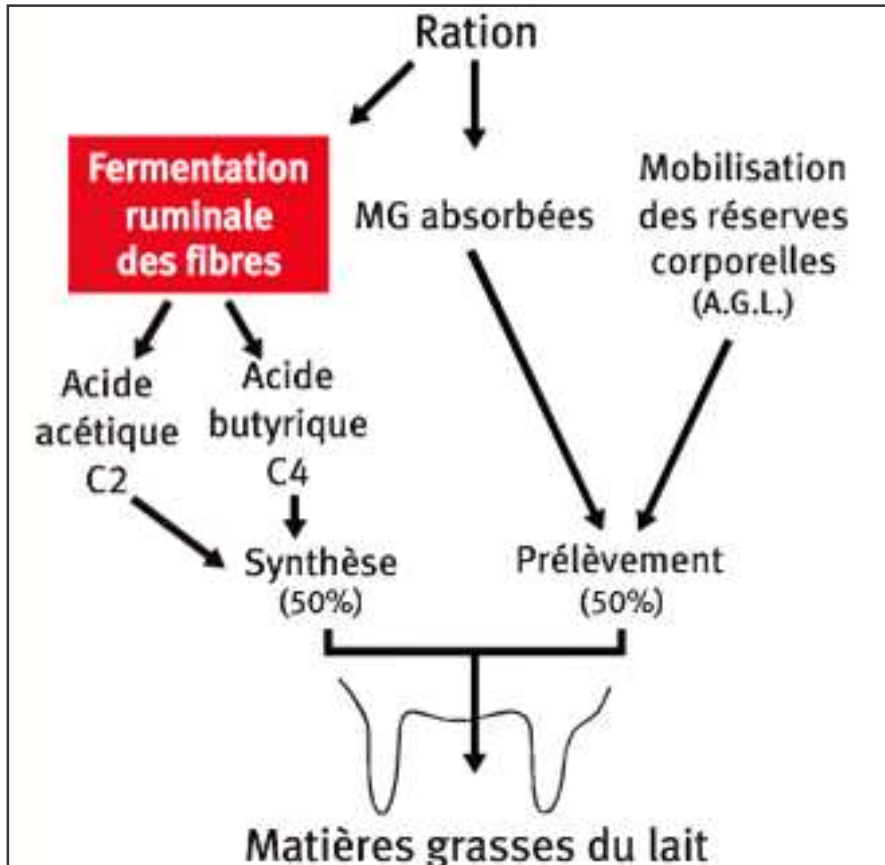 Ration
Fermentation
ruminale
des fibres
MG absorbées
Mobilisation
des réserves
corporelles
(A.G.L.)
Acide
acétique
C2
Acide
butyrique
C4
Synthèse
(50%)
Prélèvement
(50%)
Matières grasses du lait